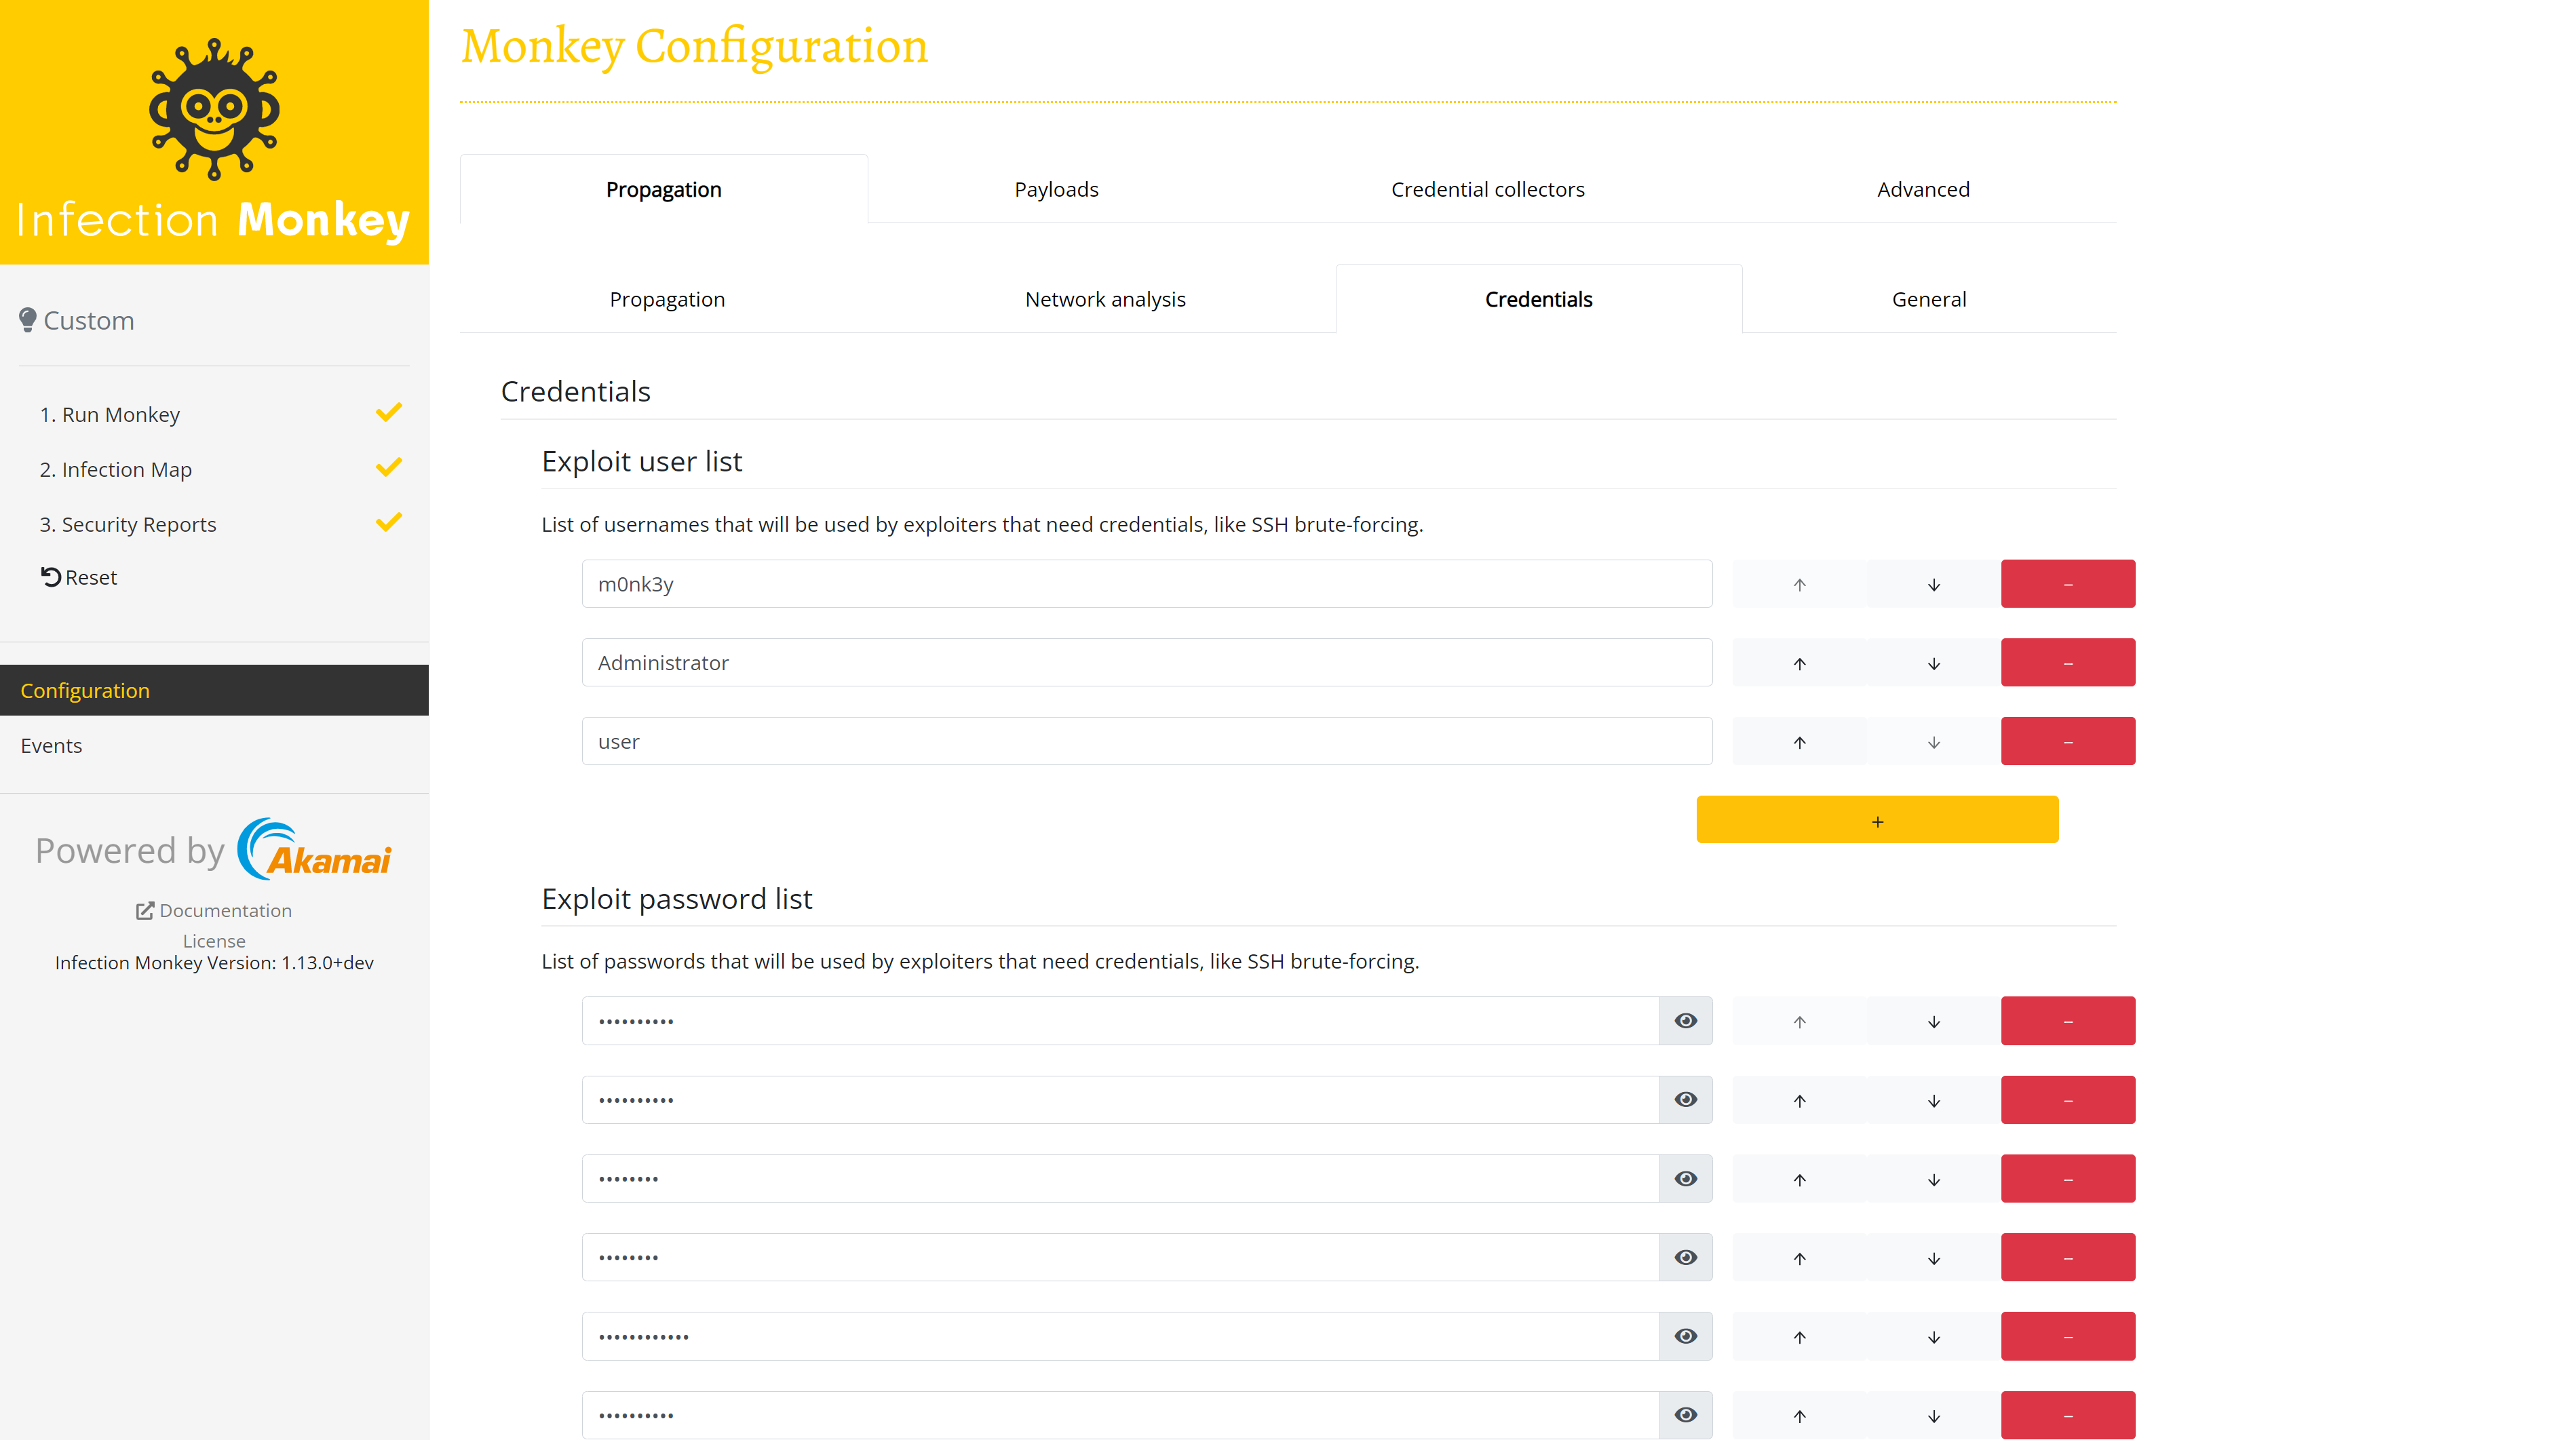 Monkey Configuration
Infection Monkey
Propagation
Payloads
Credential collectors
Advanced
Propagation
Network analysis
Credentials
General
Custom
1. Run Monkey
2. Infection Map
3. Security Reports
Reset
Configuration
Events
Powered by Akamai
Documentation
License
Infection Monkey Version: 1.13.0+dev
Credentials
Exploit user list
List of usernames that will be used by exploiters that need credentials, like SSH brute-forcing.
m0nk3y
Administrator
user
+
Exploit password list
List of passwords that will be used by exploiters that need credentials, like SSH brute-forcing.
••••••••••
••••••••••
••••••••
••••••••
••••••••••••
••••••••••